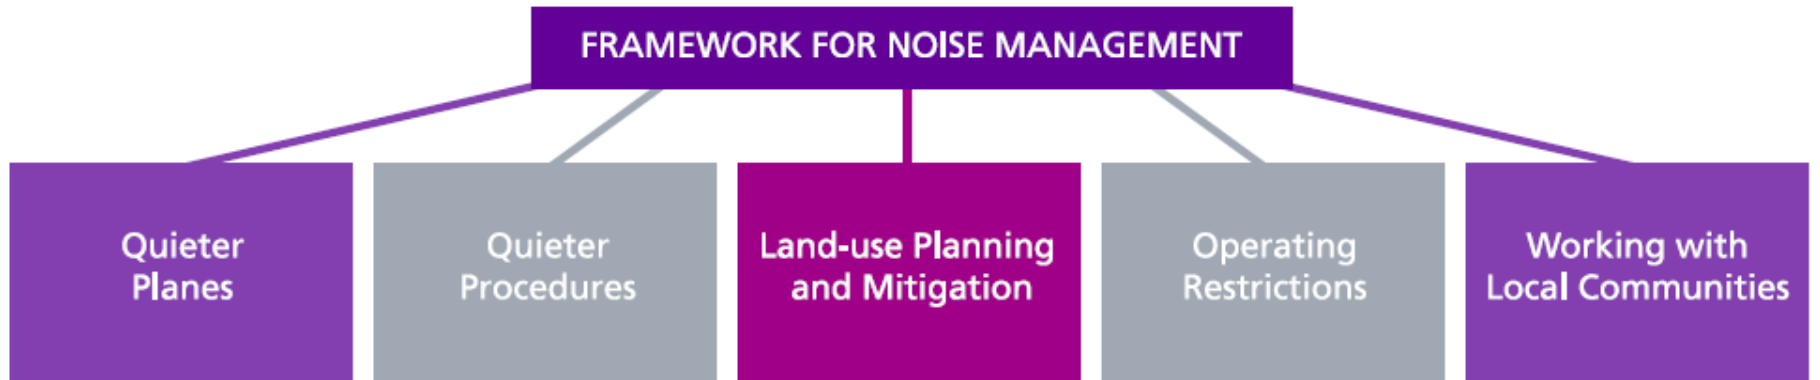 FRAMEWORK FOR NOISE MANAGEMENT
Quieter
Planes
Quieter
Procedures
Land-use Planning
and Mitigation
Operating
Restrictions
Working with
Local Communities